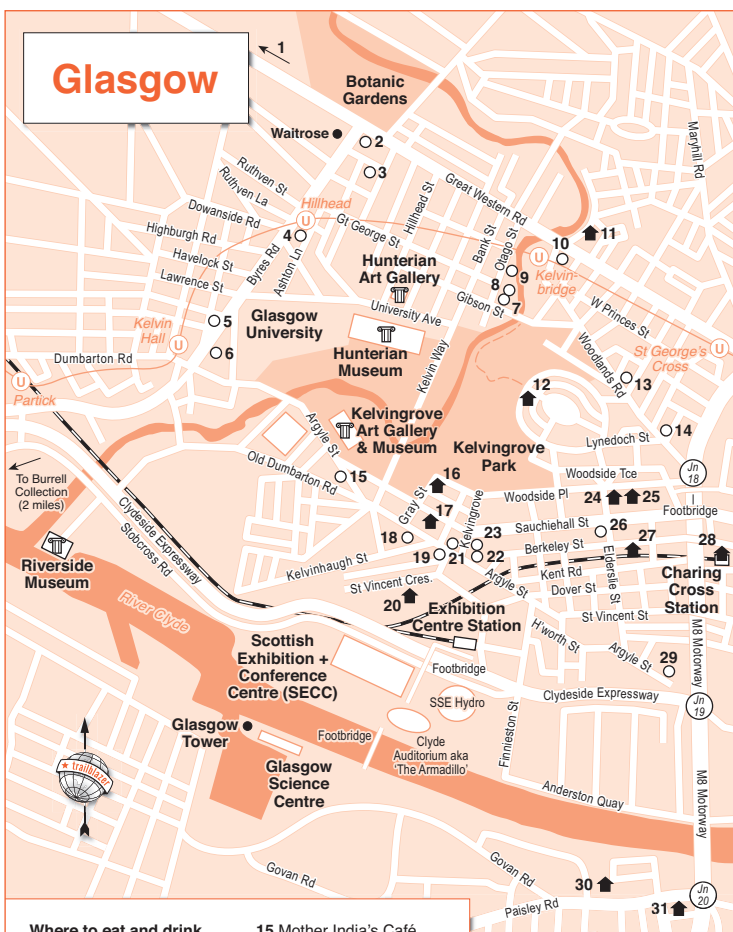 Glasgow
1
Botanic
Gardens
Waitrose
2
3
Maryhill Rd
Ruthven St
Ruthven La
Hillhead
U
Great Western Rd
Dowanside Rd
Highburgh Rd
Havelock St
Lawrence St
4
Byres Rd
Ashton Ln
Gt George St
Hillhead St
Bank St
Otago St
10
11
U
Kelvin-
bridge
Hunterian
Art Gallery
8
9
7
Gibson St
University Ave
W Princes St
Glasgow
University
5
6
Kelvin
Hall
U
Hunterian
Museum
Kelvin Way
Woodlands Rd
St George's
Cross
U
Dumbarton Rd
U
Partick
12
13
14
Kelvingrove
Art Gallery
& Museum
Argyle St
Kelvingrove
Park
Lynedoch St
Jn
18
To Burrell
Collection
(2 miles)
Old Dumbarton Rd
15
16
Woodside Tce
Woodside Pl
24
25
Footbridge
Gray St
17
Kelvingrove
Sauchiehall St
26
18
19
21
23
22
Berkeley St
27
28
Clydeside Expressway
Stobcross Rd
Riverside
Museum
Kelvinhaugh St
St Vincent Cres.
20
Argyle St
Kent Rd
Dover St
Elderslie St
Charing
Cross
Station
River Clyde
Exhibition
Centre Station
St Vincent St
H'worth St
Argyle St
29
M8 Motorway
Scottish
Exhibition +
Conference
Centre (SECC)
Footbridge
SSE Hydro
Clydeside Expressway
Jn
19
Glasgow
Tower
Footbridge
Clyde
Auditorium aka
'The Armadillo'
Finnieston St
trailblazer
Glasgow
Science
Centre
Anderston Quay
M8 Motorway
Govan Rd
Govan Rd
30
Paisley Rd
31
Jn
20
Where to eat and drink
15 Mother India's Café